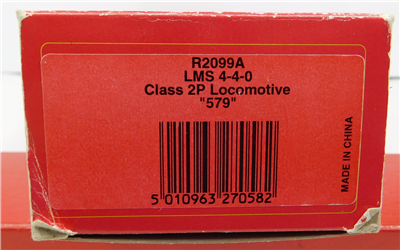 R2099A
LMS 4-4-0
Class 2P Locomotive
"579"
5 010963 270582
MADE IN CHINA